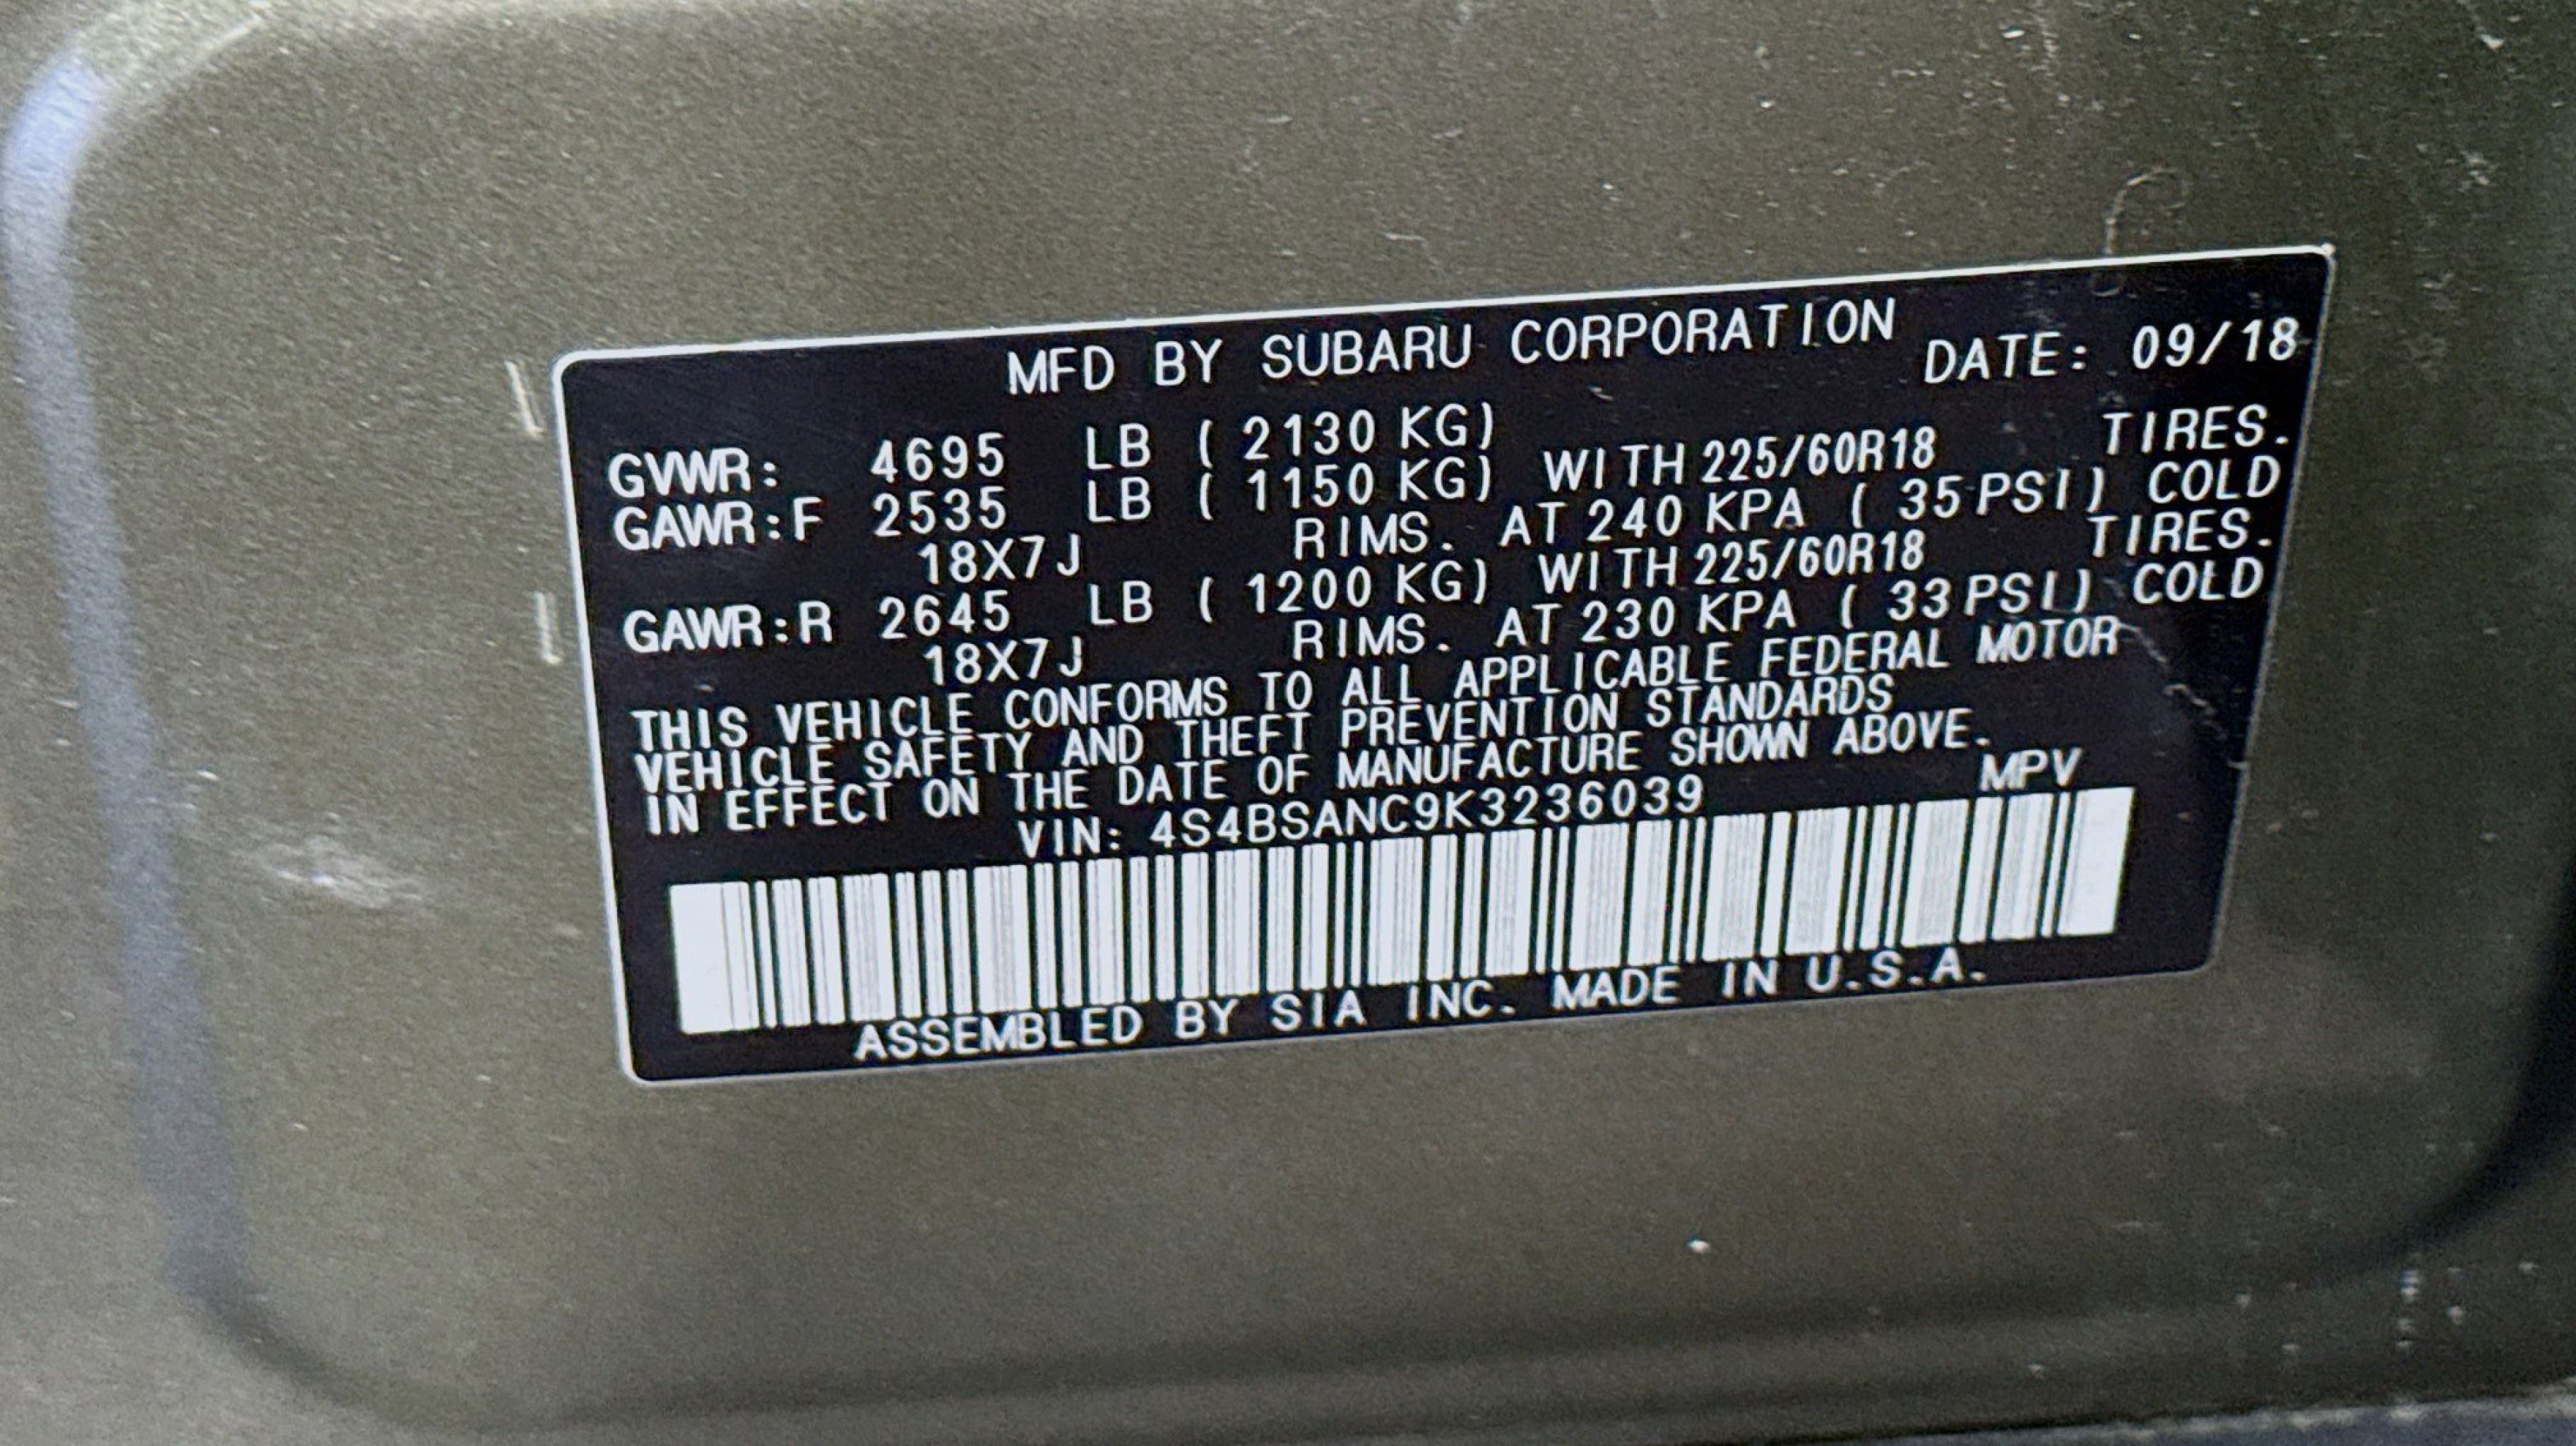 MFD BY SUBARU CORPORATION DATE: 09/18
GVWR: 4695 LB ( 2130 KG)
GAWR:F 2535 LB ( 1150 KG) WITH 225/60R18 TIRES.
18X7J RIMS. AT 240 KPA ( 35 PSI) COLD
GAWR:R 2645 LB ( 1200 KG) WITH 225/60R18 TIRES.
18X7J RIMS. AT 230 KPA ( 33 PSI) COLD
THIS VEHICLE CONFORMS TO ALL APPLICABLE FEDERAL MOTOR
VEHICLE SAFETY AND THEFT PREVENTION STANDARDS
IN EFFECT ON THE DATE OF MANUFACTURE SHOWN ABOVE.
VIN: 4S4BSANC9K3236039 MPV
ASSEMBLED BY SIA INC. MADE IN U.S.A.